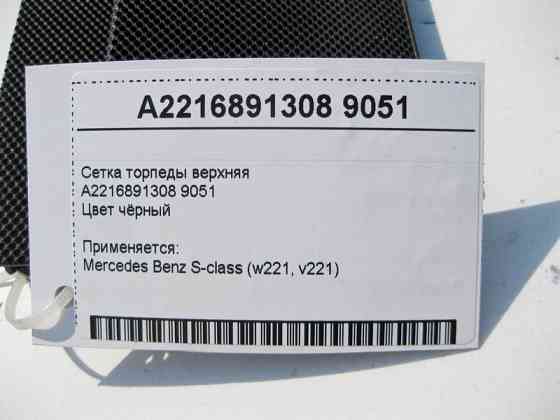 A2216891308 9051
Сетка торпеды верхняя
A2216891308 9051
Цвет чёрный
Применяется:
Mercedes Benz S-class (w221, v221)